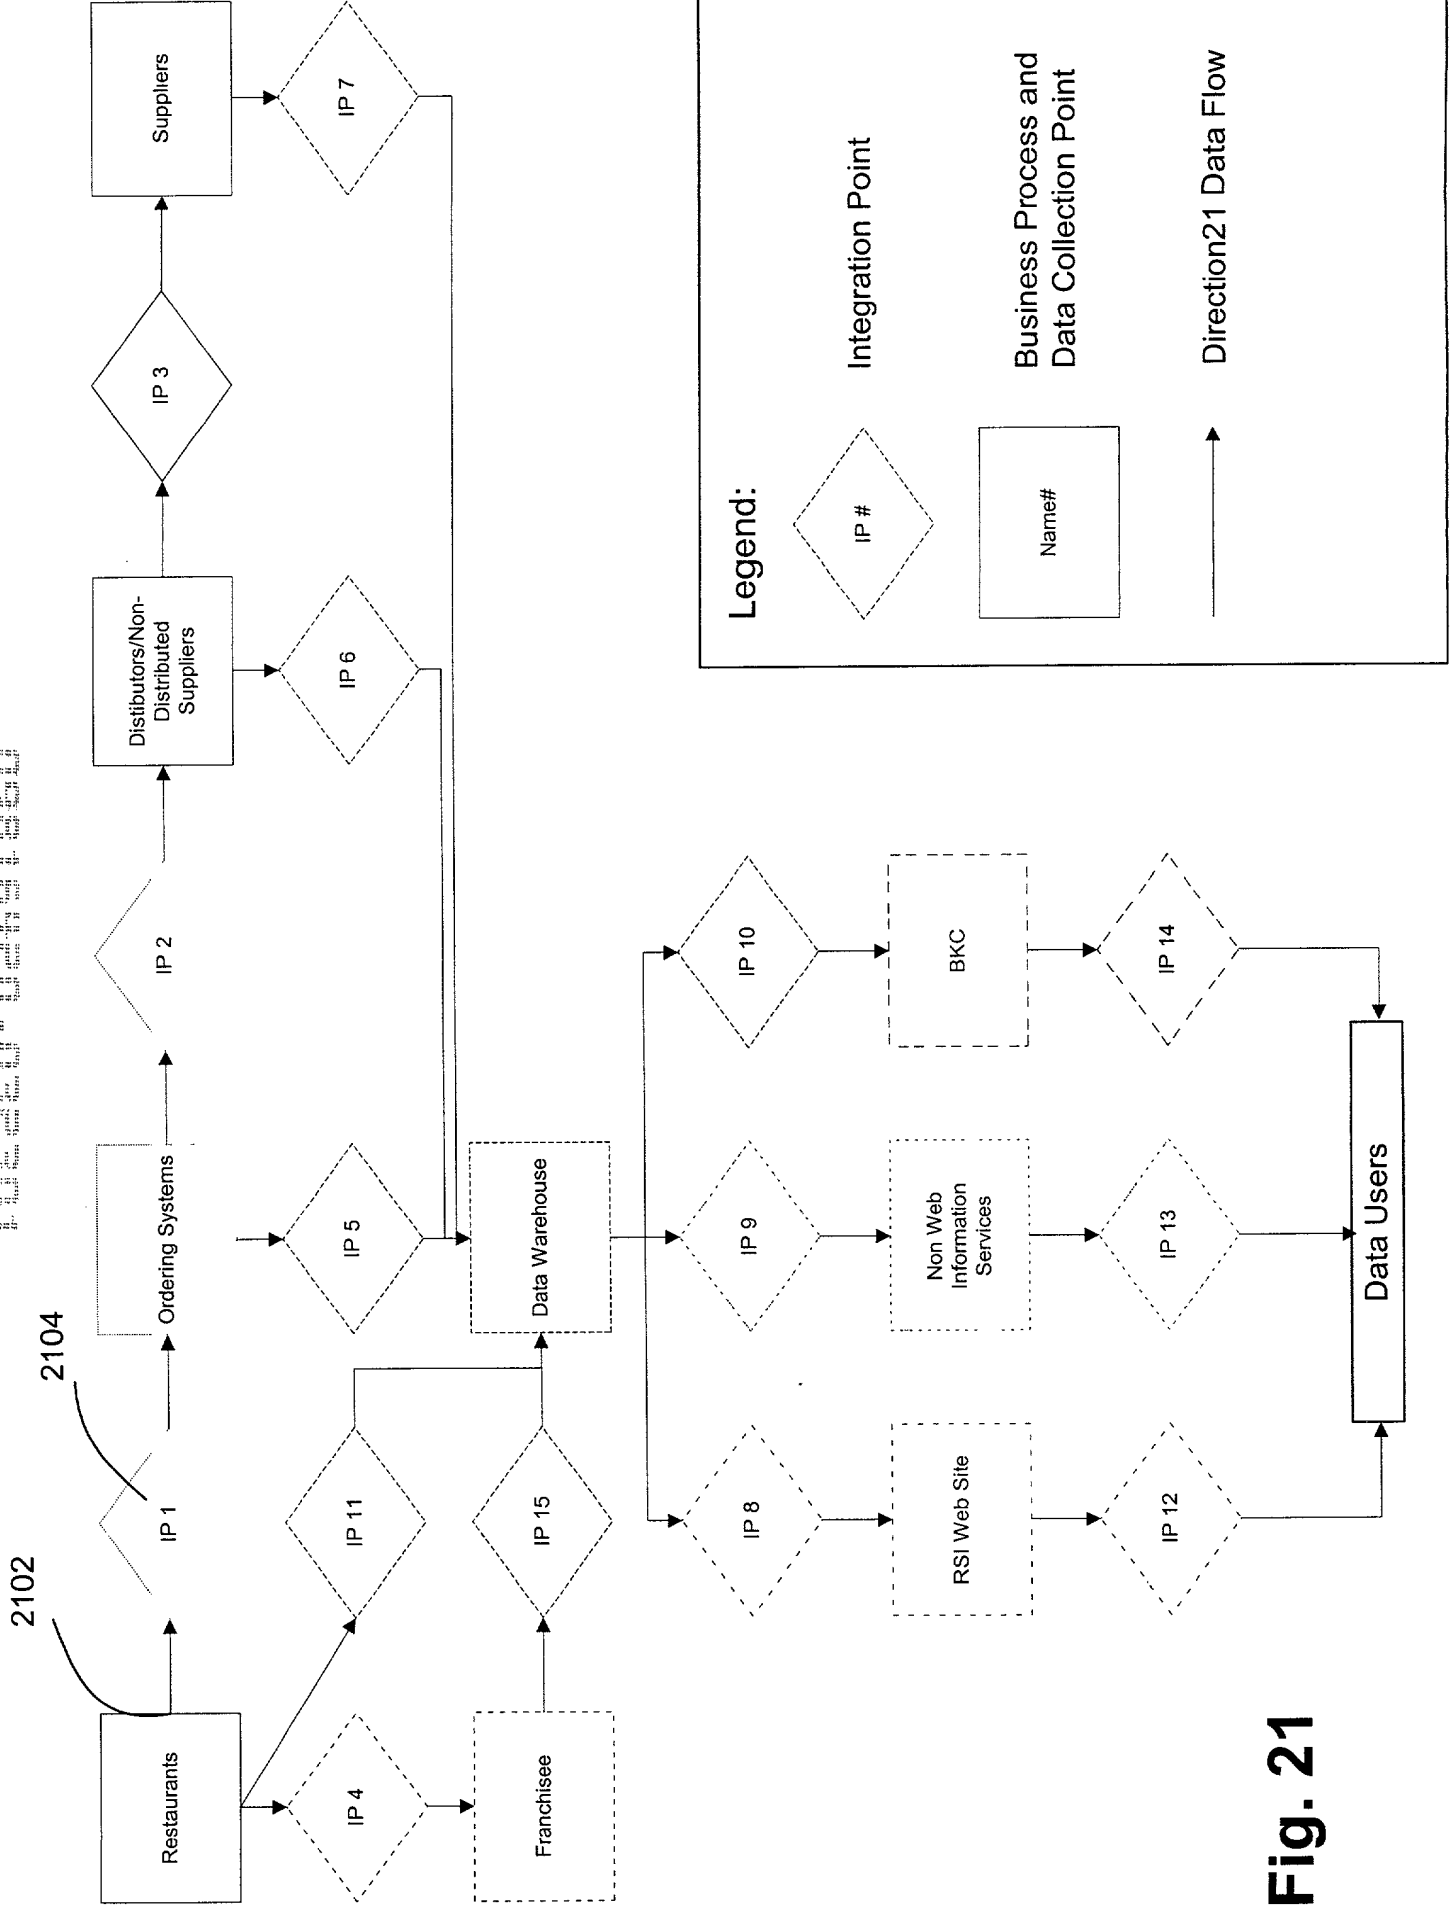 2102
2104
Restaurants
IP 1
Ordering Systems
IP 2
Distibutors/Non-
Distributed
Suppliers
IP 3
Suppliers
IP 4
IP 11
IP 5
IP 6
IP 7
Franchisee
IP 15
Data Warehouse
IP 8
IP 9
IP 10
RSI Web Site
Non Web
Information
Services
BKC
IP 12
IP 13
IP 14
Data Users
Legend:
IP #
Integration Point
Name#
Business Process and
Data Collection Point
Direction21 Data Flow
Fig. 21